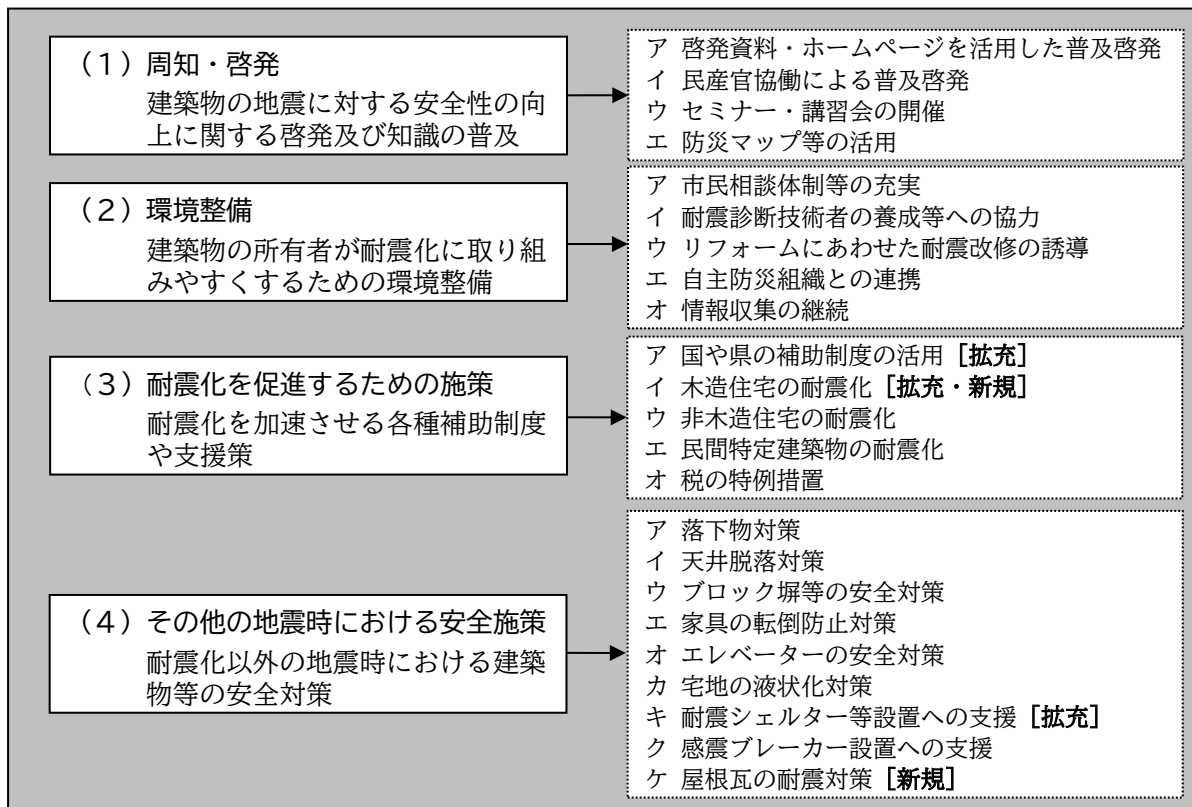 (1)周知・啓発
建築物の地震に対する安全性の向
上に関する啓発及び知識の普及
ア 啓発資料・ホームページを活用した普及啓発
イ 民産官協働による普及啓発
ウ セミナー・講習会の開催
エ 防災マップ等の活用
(2)環境整備
建築物の所有者が耐震化に取り組
みやすくするための環境整備
ア 市民相談体制等の充実
イ 耐震診断技術者の養成等への協力
ウ リフォームにあわせた耐震改修の誘導
エ 自主防災組織との連携
オ 情報収集の継続
(3)耐震化を促進するための施策
耐震化を加速させる各種補助制度
や支援策
ア 国や県の補助制度の活用［拡充］
イ 木造住宅の耐震化［拡充・新規］
ウ 非木造住宅の耐震化
エ 民間特定建築物の耐震化
オ 税の特例措置
(4)その他の地震時における安全施策
耐震化以外の地震時における建築
物等の安全対策
ア 落下物対策
イ 天井脱落対策
ウ ブロック塀等の安全対策
エ 家具の転倒防止対策
オ エレベーターの安全対策
カ 宅地の液状化対策
キ 耐震シェルター等設置への支援［拡充］
ク 感震ブレーカー設置への支援
ケ 屋根瓦の耐震対策［新規］